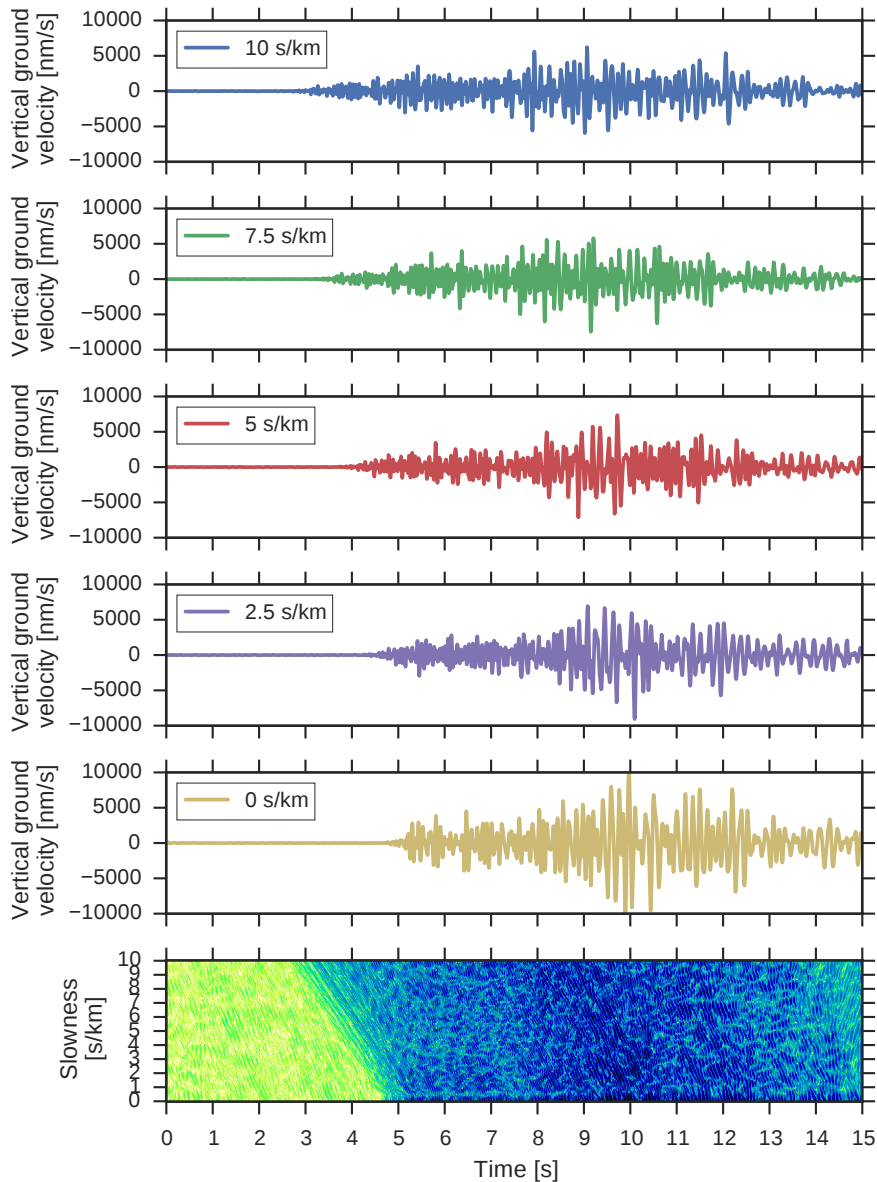 10000
5000
0
−5000
−10000
Vertical ground
velocity [nm/s]
10 s/km
10000
5000
0
−5000
−10000
Vertical ground
velocity [nm/s]
7.5 s/km
10000
5000
0
−5000
−10000
Vertical ground
velocity [nm/s]
5 s/km
10000
5000
0
−5000
−10000
Vertical ground
velocity [nm/s]
2.5 s/km
10000
5000
0
−5000
−10000
Vertical ground
velocity [nm/s]
0 s/km
10
9
8
7
6
5
4
3
2
1
0
Slowness
[s/km]
0 1 2 3 4 5 6 7 8 9 10 11 12 13 14 15
Time [s]